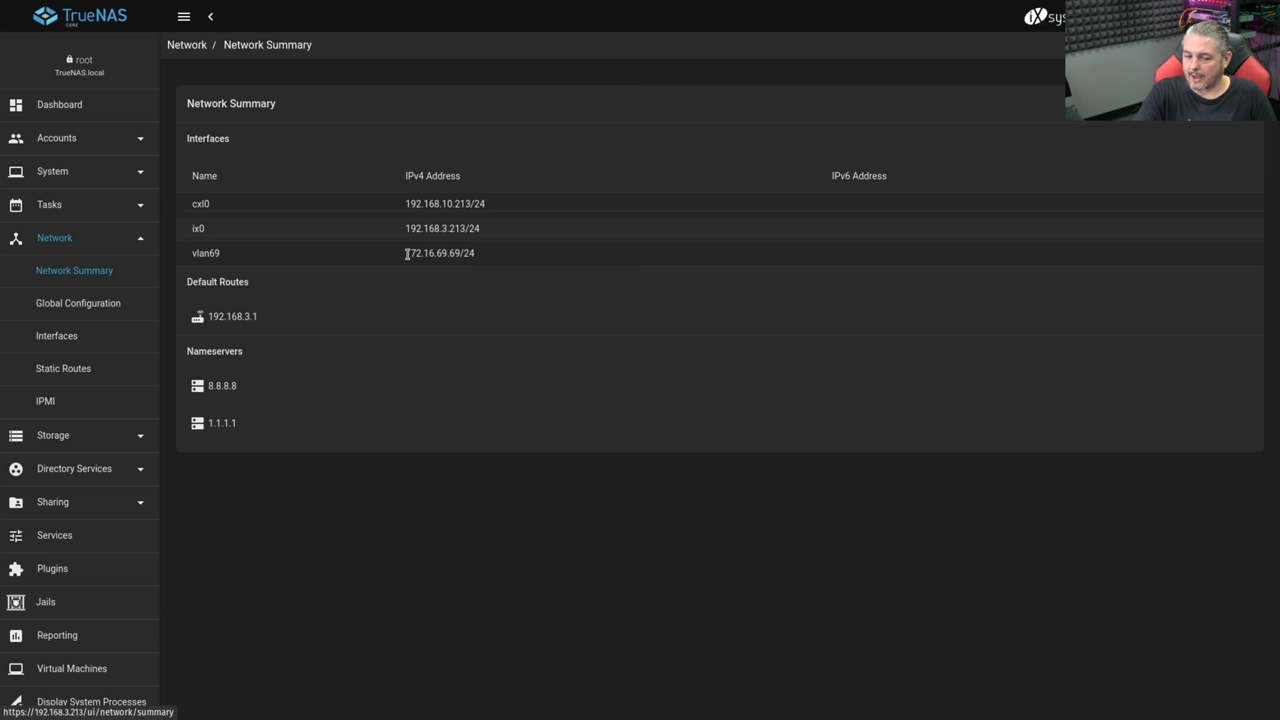 TrueNAS
CORE
iXsys
root
TrueNAS.local
Network / Network Summary
Dashboard
Accounts
System
Tasks
Network
Network Summary
Global Configuration
Interfaces
Static Routes
IPMI
Storage
Directory Services
Sharing
Services
Plugins
Jails
Reporting
Virtual Machines
Display System Processes
https://192.168.3.213/ui/network/summary
Network Summary
Interfaces
Name IPv4 Address IPv6 Address
cxl0 192.168.10.213/24
ix0 192.168.3.213/24
vlan69 172.16.69.69/24
Default Routes
192.168.3.1
Nameservers
8.8.8.8
1.1.1.1